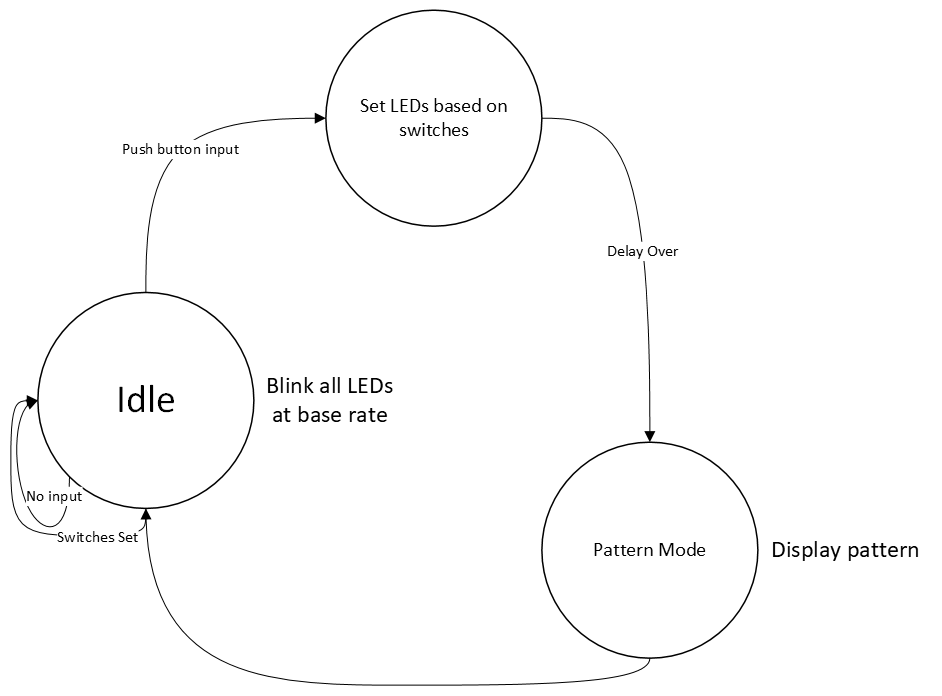 Set LEDs based on
switches
Push button input
Delay Over
Idle
Blink all LEDs
at base rate
No input
Switches Set
Pattern Mode
Display pattern